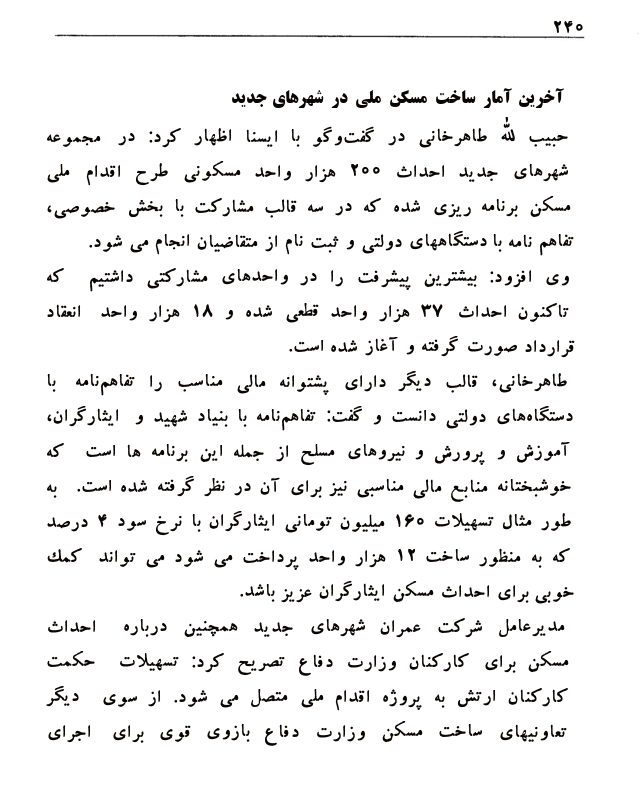 ۲۴۰
آخرین آمار ساخت مسکن ملی در شهرهای جدید
حبیب الله طاهرخانی در گفت‌وگو با ایسنا اظهار کرد: در مجموعه
شهرهای جدید احداث ۲۰۰ هزار واحد مسکونی طرح اقدام ملی
مسکن برنامه ریزی شده که در سه قالب مشارکت با بخش خصوصی،
تفاهم نامه با دستگاههای دولتی و ثبت نام از متقاضیان انجام می شود.
وی افزود: بیشترین پیشرفت را در واحدهای مشارکتی داشتیم که
تاکنون احداث ۳۷ هزار واحد قطعی شده و ۱۸ هزار واحد انعقاد
قرارداد صورت گرفته و آغاز شده است.
طاهرخانی، قالب دیگر دارای پشتوانه مالی مناسب را تفاهم‌نامه با
دستگاه‌های دولتی دانست و گفت: تفاهم‌نامه با بنیاد شهید و ایثارگران،
آموزش و پرورش و نیروهای مسلح از جمله این برنامه ها است که
خوشبختانه منابع مالی مناسبی نیز برای آن در نظر گرفته شده است. به
طور مثال تسهیلات ۱۶۰ میلیون تومانی ایثارگران با نرخ سود ۴ درصد
که به منظور ساخت ۱۲ هزار واحد پرداخت می شود می تواند کمك
خوبی برای احداث مسکن ایثارگران عزیز باشد.
مدیرعامل شرکت عمران شهرهای جدید همچنین درباره احداث
مسکن برای کارکنان وزارت دفاع تصریح کرد: تسهیلات حکمت
کارکنان ارتش به پروژه اقدام ملی متصل می شود. از سوی دیگر
تعاونیهای ساخت مسکن وزارت دفاع بازوی قوی برای اجرای